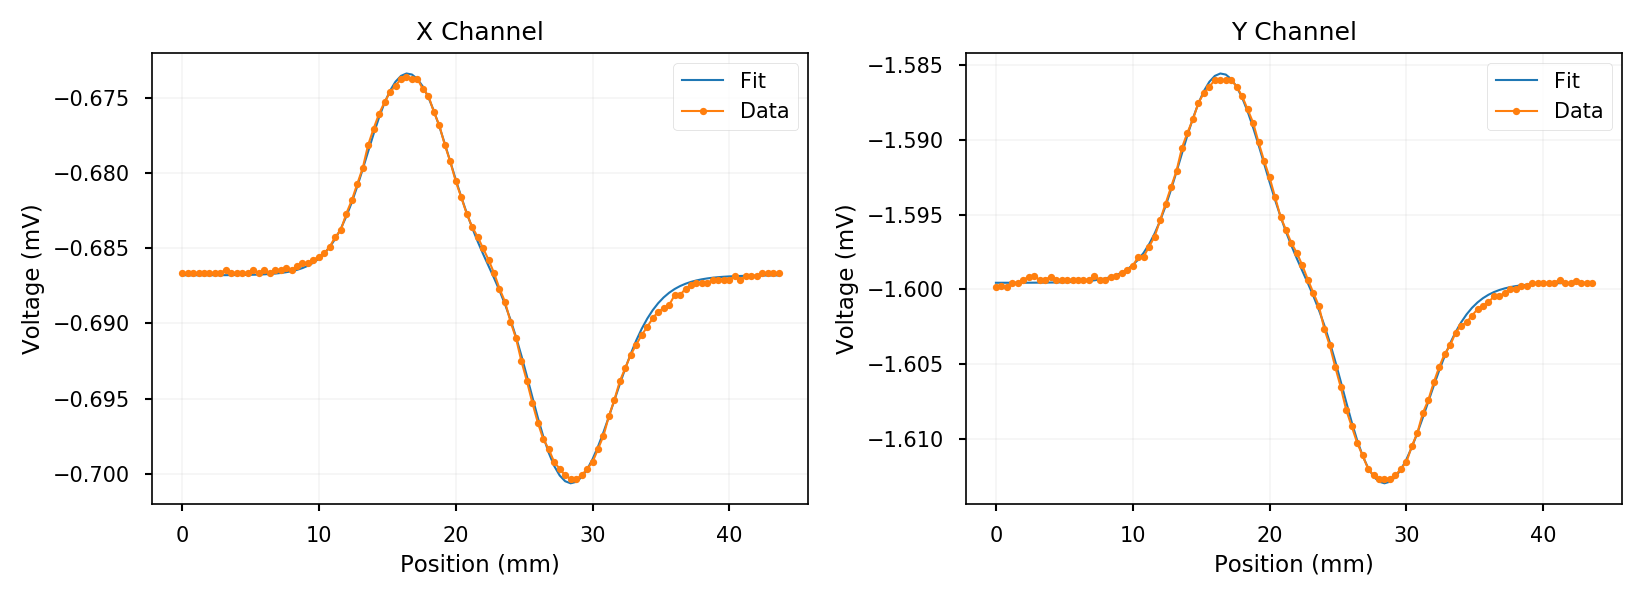 X Channel
Fit
Data
−0.675
−0.680
−0.685
−0.690
−0.695
−0.700
Voltage (mV)
0
10
20
30
40
Position (mm)
Y Channel
Fit
Data
−1.585
−1.590
−1.595
−1.600
−1.605
−1.610
Voltage (mV)
0
10
20
30
40
Position (mm)